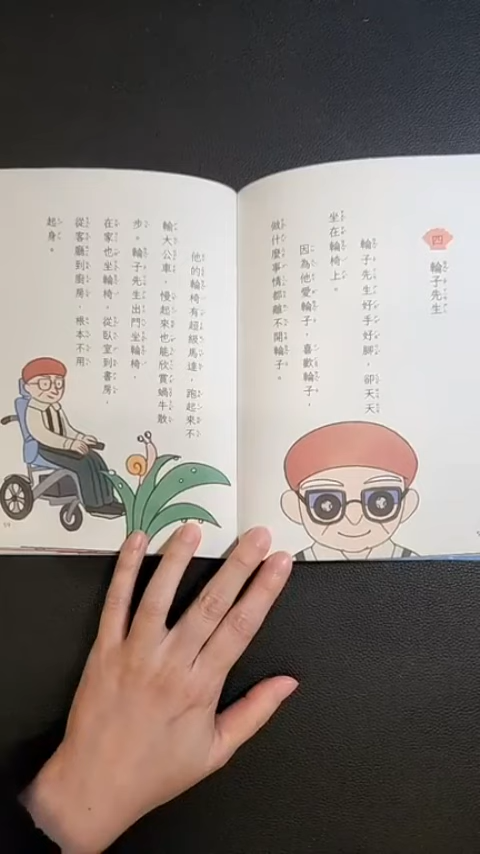 四
輪子先生
輪子先生好手好腳，卻天天
坐在輪椅上。
因為他愛輪子，喜歡輪子，
做什麼事情都離不開輪子。
他的輪椅有超級馬達，跑起來不
輪大公車，慢起來也能欣賞蝸牛散
步。輪子先生出門坐輪椅，
在家也坐輪椅。從臥室到書房，
從客廳到廚房，根本不用
起身。